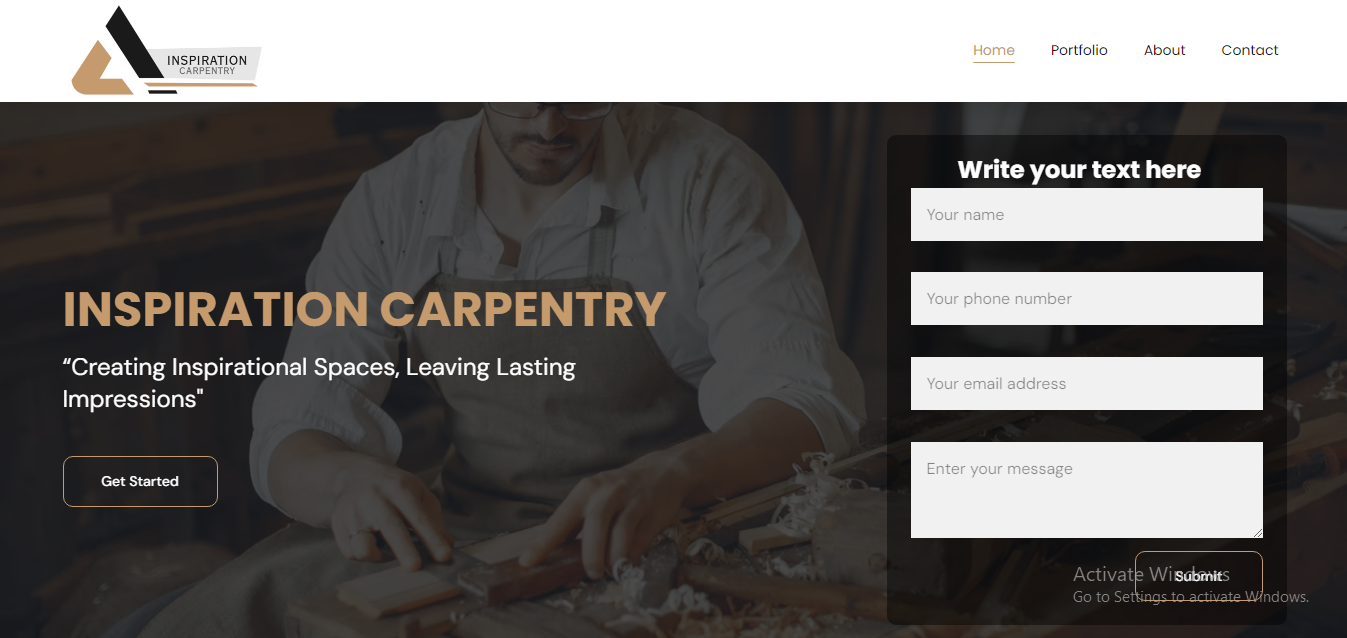 INSPIRATION
CARPENTRY
Home Portfolio About Contact
Write your text here
Your name
Your phone number
Your email address
Enter your message
Submit
INSPIRATION CARPENTRY
“Creating Inspirational Spaces, Leaving Lasting
Impressions"
Get Started
Activate Windows
Go to Settings to activate Windows.